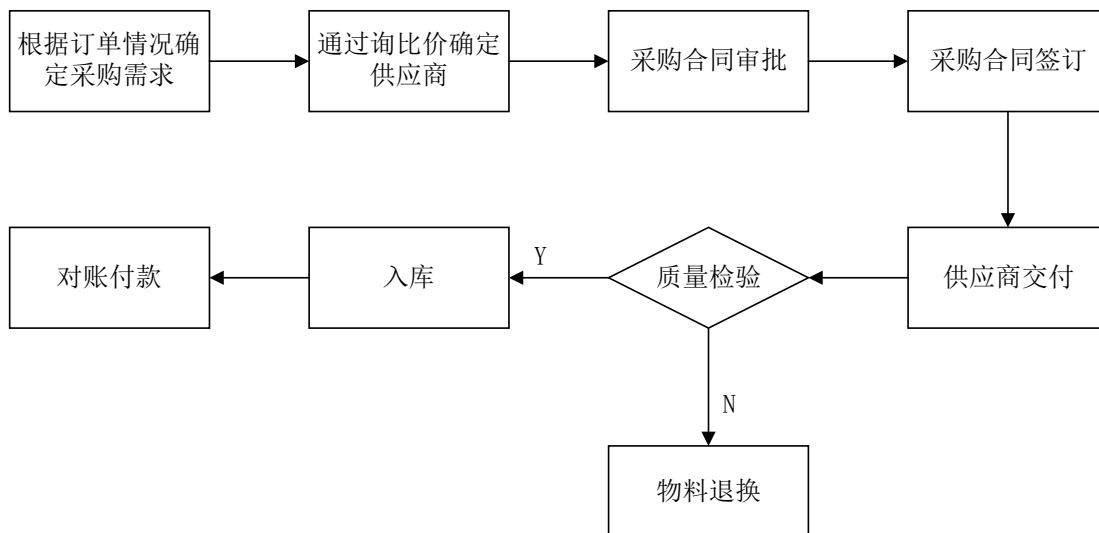 根据订单情况确
定采购需求
通过询比价确定
供应商
采购合同审批
采购合同签订
对账付款
入库
Y
质量检验
供应商交付
N
物料退换